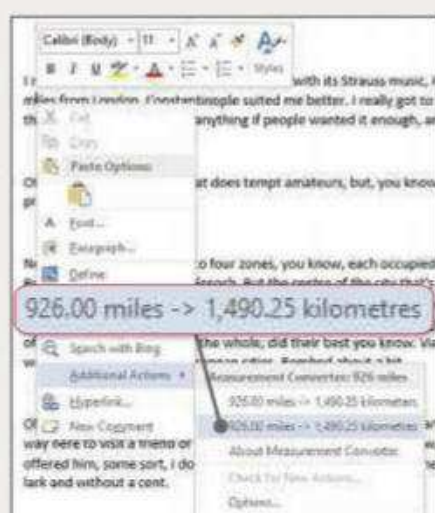 Calibri (Body) 11 A A
B I U A Styles
with its Strauss music,
miles from London. Constantinople suited me better. I really got to
anything if people wanted it enough, an
Cut
Copy
Paste Options:
at does tempt amateurs, but, you know
A Font...
Paragraph...
o four zones, you know, each occupied
Define
926.00 miles -> 1,490.25 kilometres
the whole, did their best you know.
Search with Bing
Additional Actions
Measurement Converter: 926 miles
Hyperlink...
926.00 miles -> 1,490.25 kilometers
New Comment
926.00 miles -> 1,490.25 kilometres
way here to visit a friend of
About Measurement Converter
offered him, some sort, I do
Check for New Actions...
lark and without a cent.
Options...